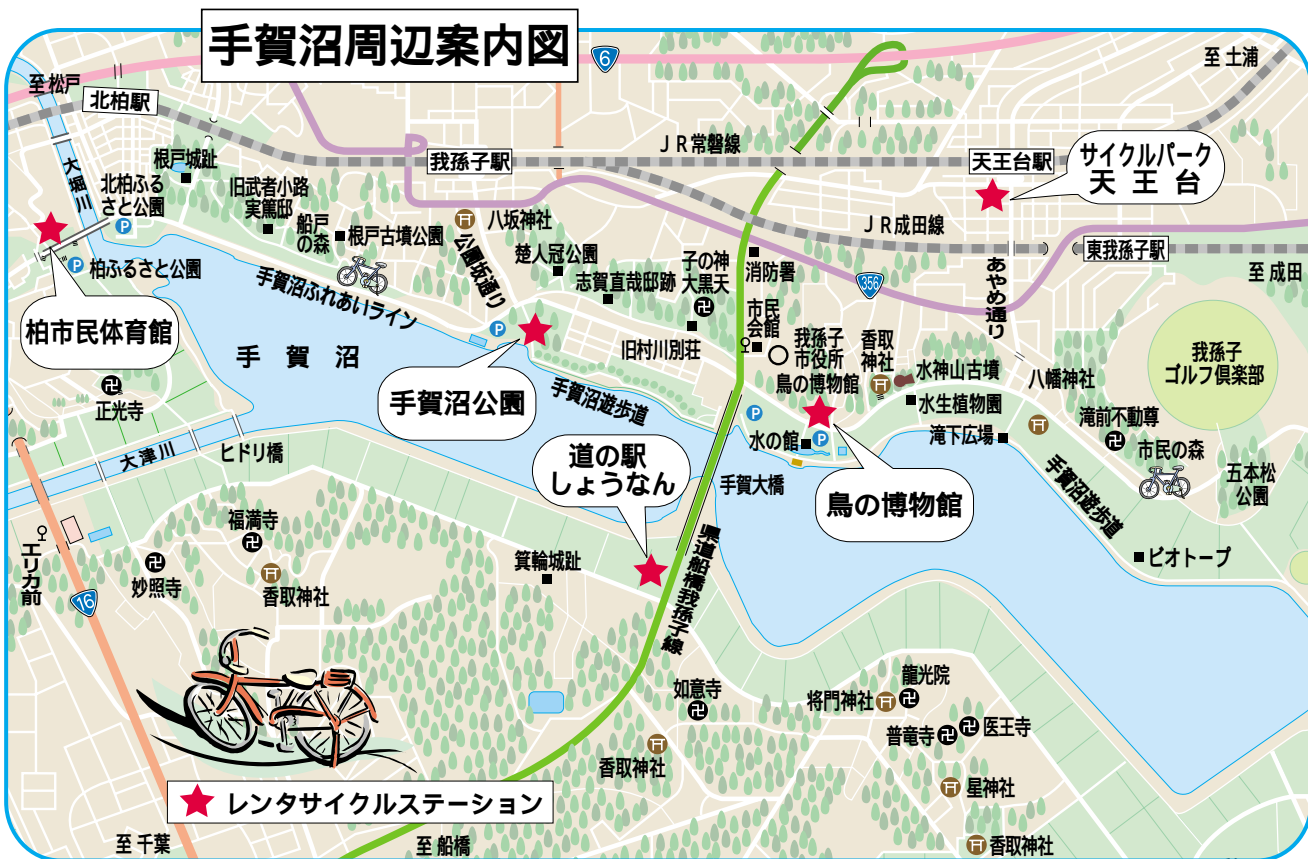 手賀沼周辺案内図
6
至 土浦
至 松戸
北柏駅
JR常磐線
我孫子駅
天王台駅
サイクルパーク
天王台
大堀川
根戸城趾
北柏ふる
さと公園
旧武者小路
実篤邸
船戸
の森
根戸古墳公園
八坂神社
公園坂通り
楚人冠公園
志賀直哉邸跡
子の神
大黒天
消防署
JR成田線
東我孫子駅
至 成田
356
あやめ通り
P
P
柏ふるさと公園
手賀沼ふれあいライン
柏市民体育館
手賀沼
P
旧村川別荘
市民
会館
我孫子
市役所
鳥の博物館
香取
神社
水神山古墳
水生植物園
八幡神社
我孫子
ゴルフ倶楽部
正光寺
手賀沼公園
手賀沼遊歩道
P
水の館
P
滝下広場
滝前不動尊
市民の森
五本松
公園
大津川
ヒドリ橋
道の駅
しょうなん
手賀大橋
鳥の博物館
手賀沼遊歩道
ビオトープ
エリカ前
16
福満寺
妙照寺
香取神社
箕輪城趾
県道船橋我孫子線
如意寺
香取神社
将門神社
龍光院
普竜寺
医王寺
星神社
香取神社
レンタサイクルステーション
至 千葉
至 船橋